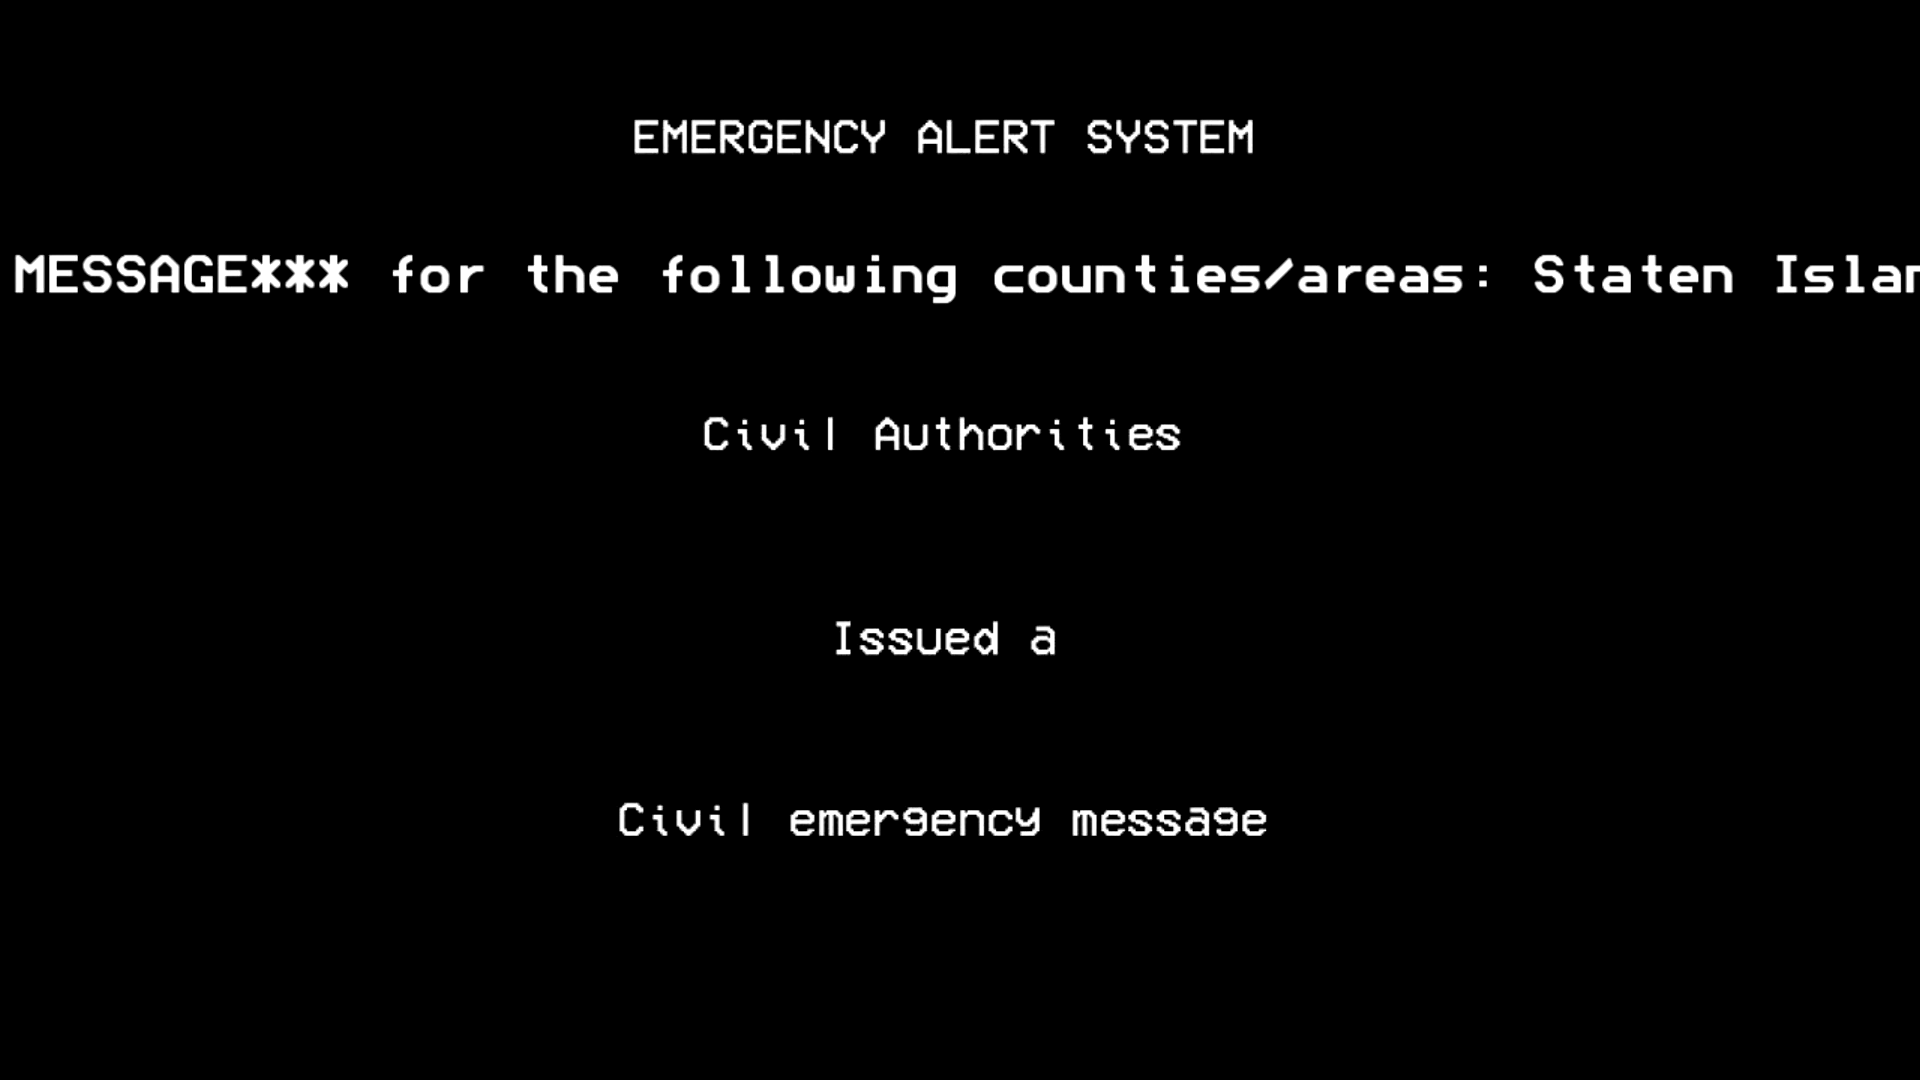 EMERGENCY ALERT SYSTEM
MESSAGE*** for the following counties/areas: Staten
Civil Authorities
Issued a
Civil emergency message